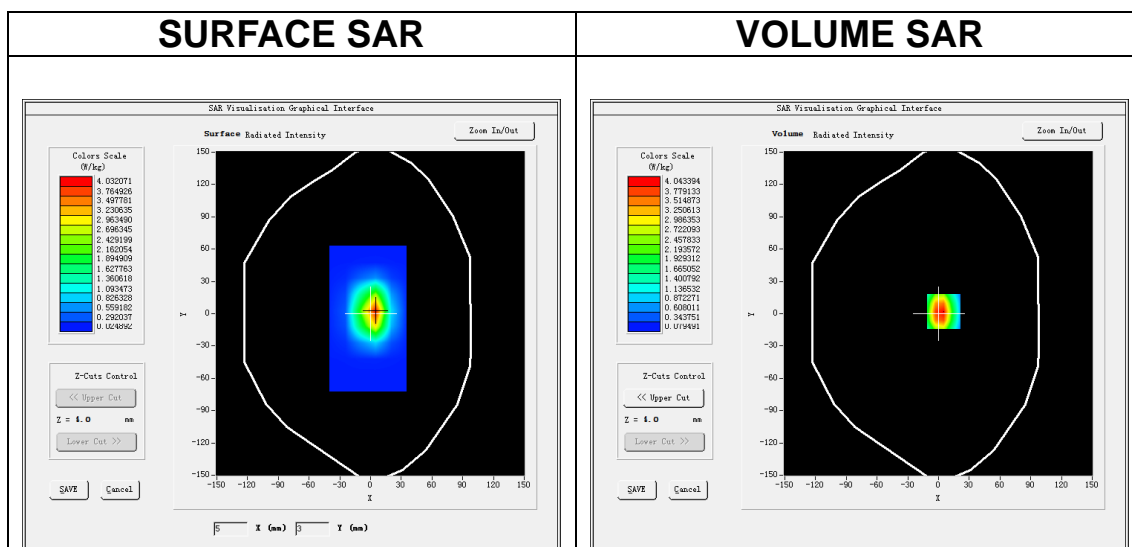 SURFACE SAR
VOLUME SAR
SAR Visualisation Graphical Interface
Surface Radiated Intensity
Zoom In/Out
Colors Scale
(W/kg)
4.032071
3.764926
3.497781
3.230635
2.963490
2.696345
2.429199
2.162054
1.894909
1.627763
1.360618
1.093473
0.826328
0.559182
0.292037
0.024892
150
120
90
60
30
0
-30
-60
-90
-120
-150
Y
-150 -120 -90 -60 -30 0 30 60 90 120 150
X
Z-Cuts Control
<< Upper Cut
Z = 4.0 mm
Lower Cut >>
SAVE Cancel
5 X (mm) 3 Y (mm)
SAR Visualisation Graphical Interface
Volume Radiated Intensity
Zoom In/Out
Colors Scale
(W/kg)
4.043394
3.779133
3.514873
3.250613
2.986353
2.722093
2.457833
2.193572
1.929312
1.665052
1.400792
1.136532
0.872271
0.608011
0.343751
0.079491
150
120
90
60
30
0
-30
-60
-90
-120
-150
Y
-150 -120 -90 -60 -30 0 30 60 90 120 150
X
Z-Cuts Control
<< Upper Cut
Z = 4.0 mm
Lower Cut >>
SAVE Cancel